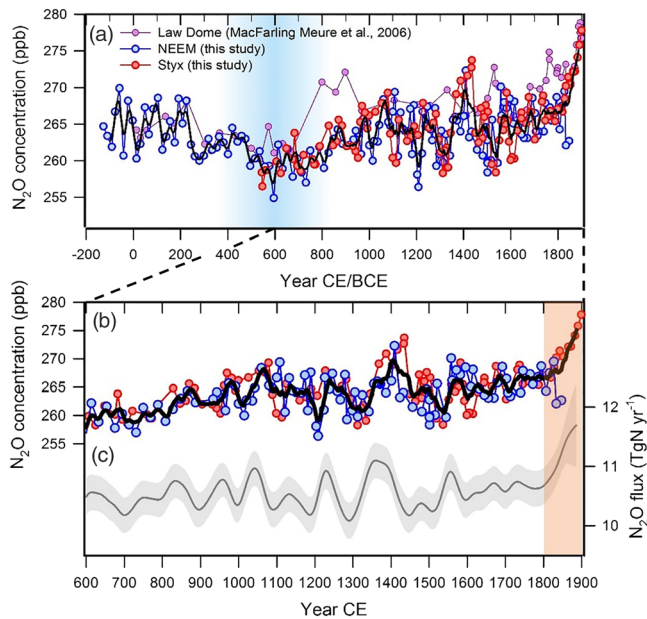 280
275
270
265
260
255
N₂O concentration (ppb)
(a)
Law Dome (MacFarling Meure et al., 2006)
NEEM (this study)
Styx (this study)
-200 0 200 400 600 800 1000 1200 1400 1600 1800
Year CE/BCE
280
275
270
265
260
255
N₂O concentration (ppb)
(b)
(c)
12
11
10
N₂O flux (TgN yr⁻¹)
600 700 800 900 1000 1100 1200 1300 1400 1500 1600 1700 1800 1900
Year CE